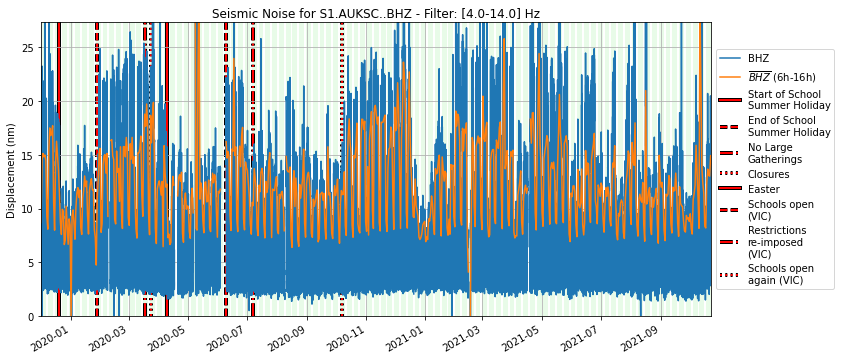 Seismic Noise for S1.AUKSC..BHZ - Filter: [4.0-14.0] Hz
Displacement (nm)
25
20
15
10
5
0
2020-01
2020-03
2020-05
2020-07
2020-09
2020-11
2021-01
2021-03
2021-05
2021-07
2021-09
BHZ
BHZ (6h-16h)
Start of School
Summer Holiday
End of School
Summer Holiday
No Large
Gatherings
Closures
Easter
Schools open
(VIC)
Restrictions
re-imposed
(VIC)
Schools open
again (VIC)